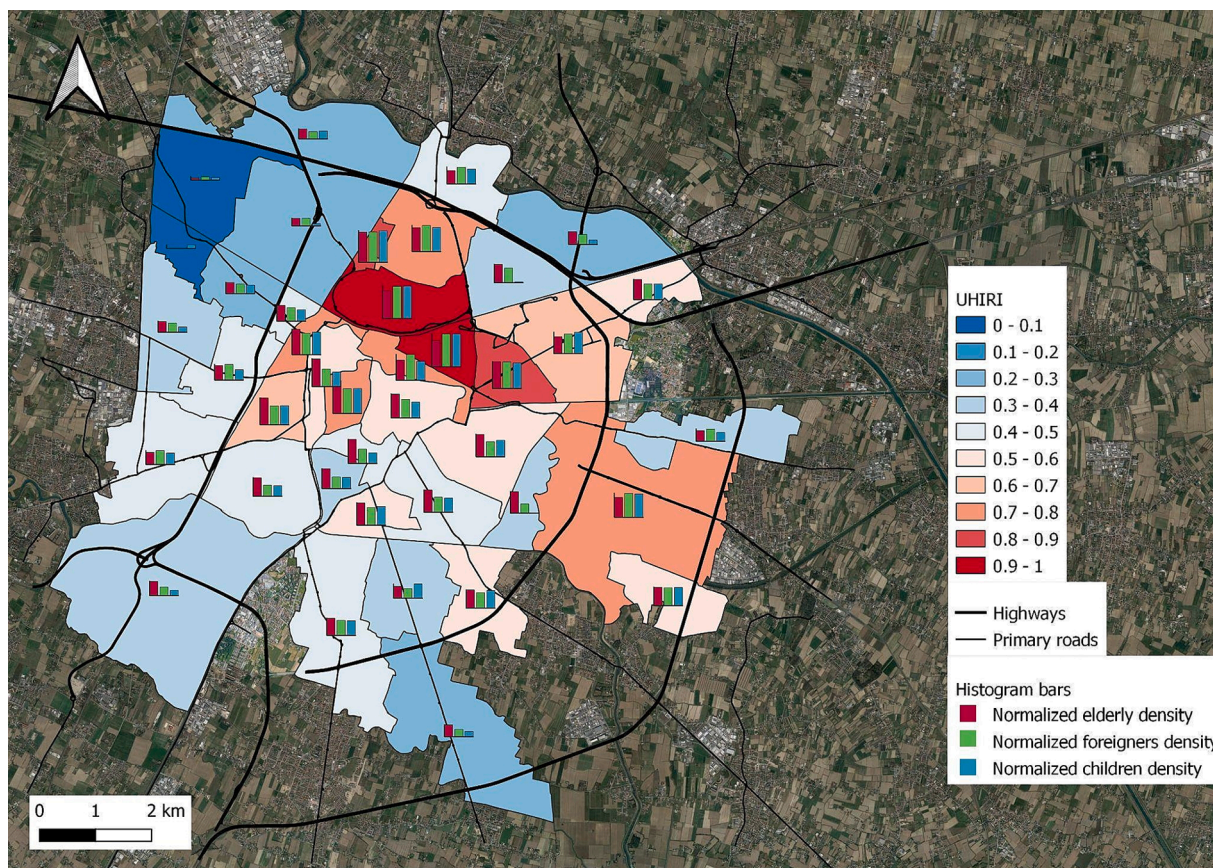 UHIRI
0 - 0.1
0.1 - 0.2
0.2 - 0.3
0.3 - 0.4
0.4 - 0.5
0.5 - 0.6
0.6 - 0.7
0.7 - 0.8
0.8 - 0.9
0.9 - 1
Highways
Primary roads
Histogram bars
Normalized elderly density
Normalized foreigners density
Normalized children density
0 1 2 km